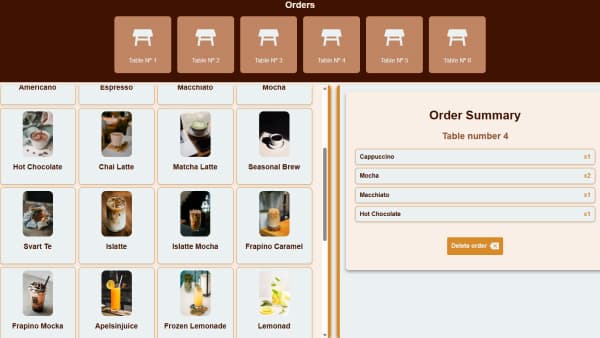 Orders
Table Nº 1
Table Nº 2
Table Nº 3
Table Nº 4
Table Nº 5
Table Nº 6
Americano
Espresso
Macchiato
Mocha
Hot Chocolate
Chai Latte
Matcha Latte
Seasonal Brew
Svart Te
Islatte
Islatte Mocha
Frapino Caramel
Frapino Mocka
Apelsinjuice
Frozen Lemonade
Lemonad
Order Summary
Table number 4
Cappuccino x1
Mocha x2
Macchiato x1
Hot Chocolate x1
Delete order